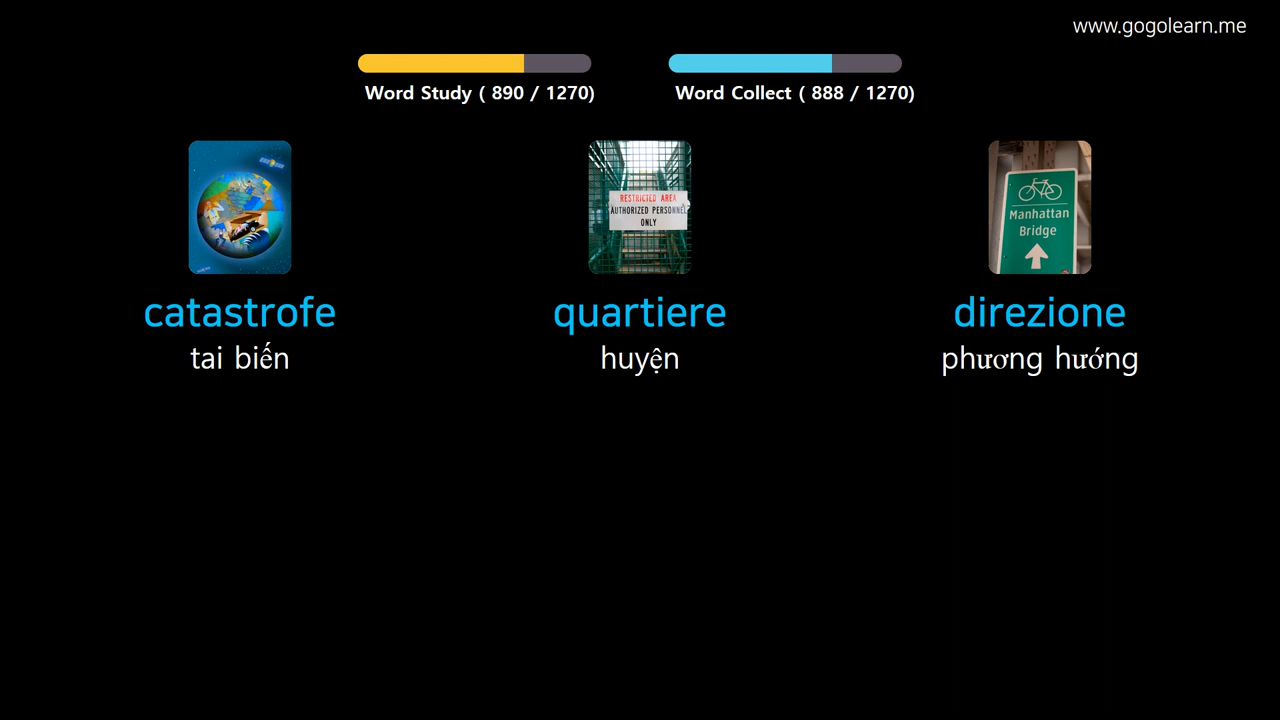 www.gogolearn.me
Word Study ( 890 / 1270)
Word Collect ( 888 / 1270)
RESTRICTED AREA
AUTHORIZED PERSONNEL
ONLY
Manhattan
Bridge
catastrofe
quartiere
direzione
tai biến
huyện
phương hướng